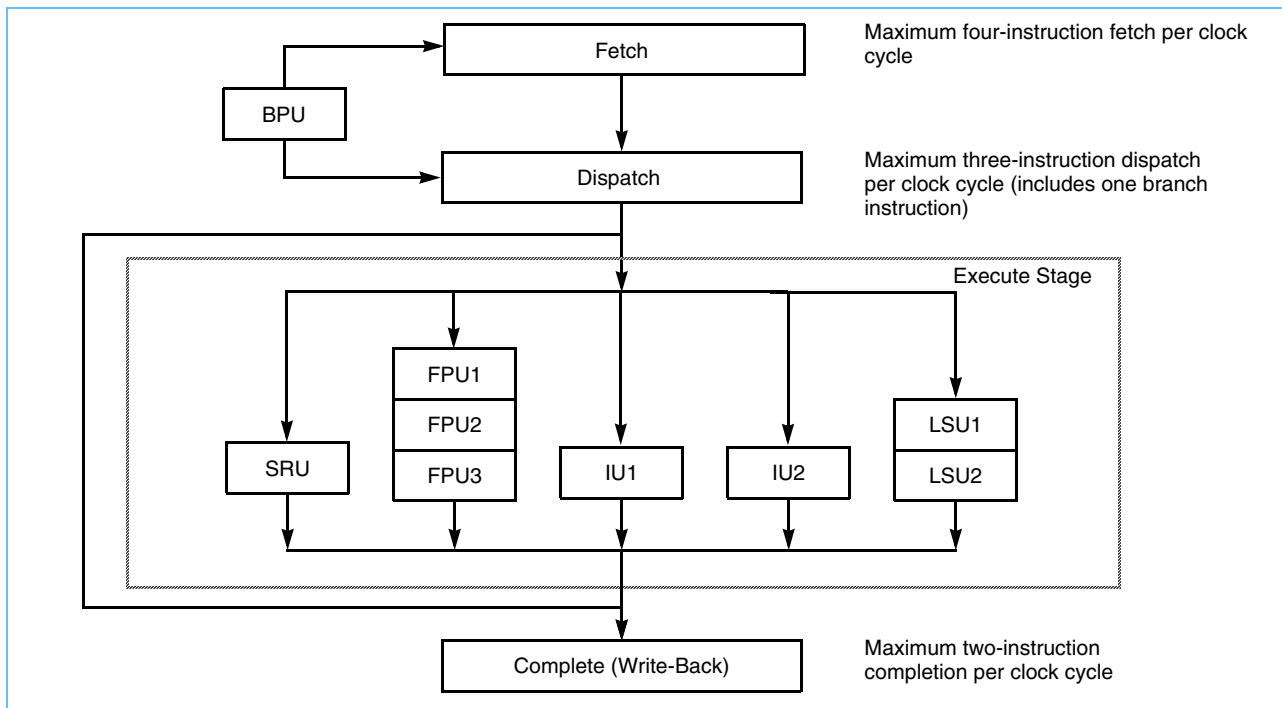 Maximum four-instruction fetch per clock
cycle
Fetch
BPU
Maximum three-instruction dispatch
per clock cycle (includes one branch
instruction)
Dispatch
Execute Stage
FPU1
FPU2
FPU3
SRU
IU1
IU2
LSU1
LSU2
Complete (Write-Back)
Maximum two-instruction
completion per clock cycle